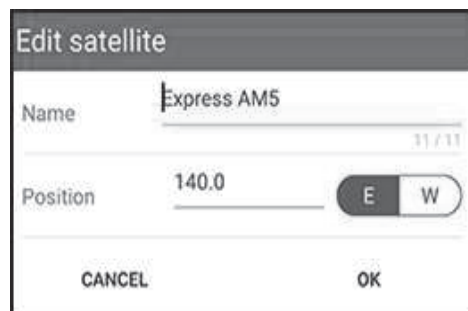 Edit satellite
Name Express AM5
11 / 11
Position 140.0 E W
CANCEL OK